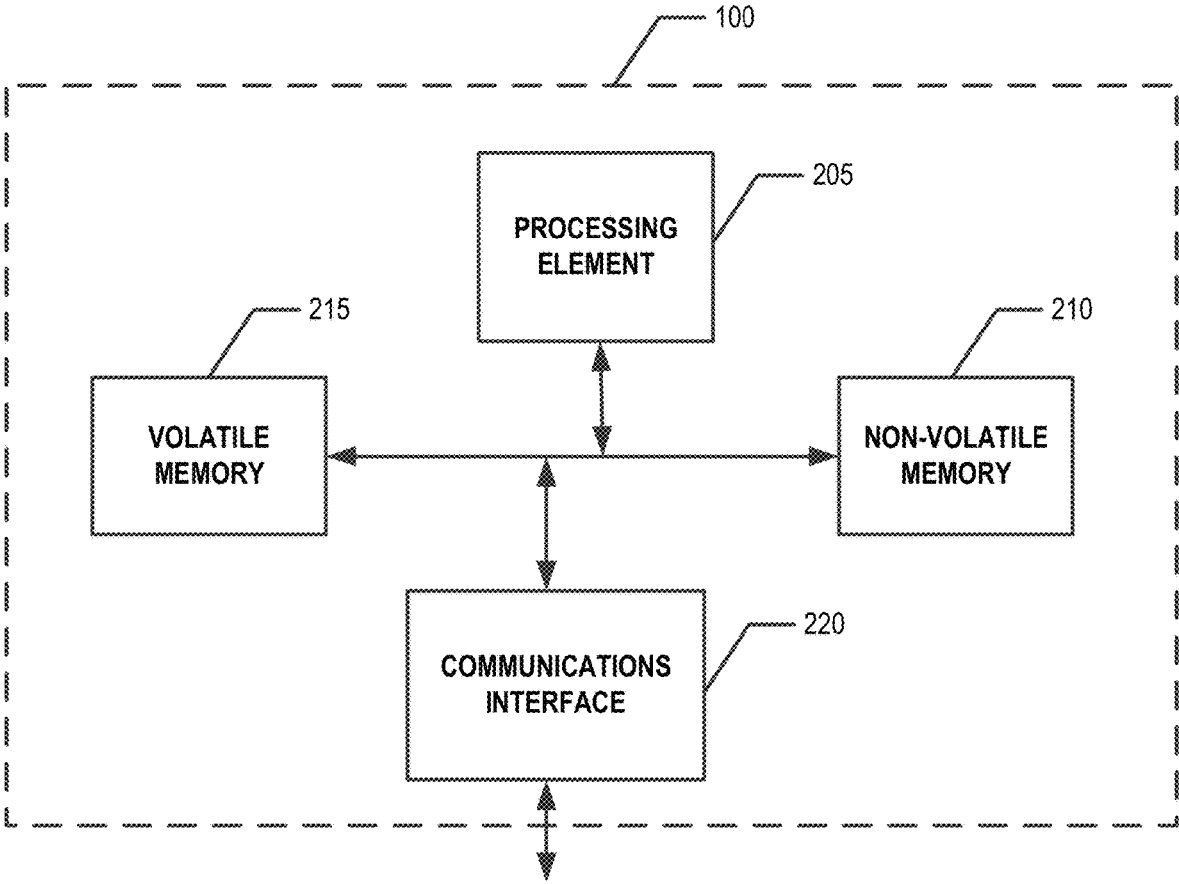 100
205
PROCESSING
ELEMENT
215
210
VOLATILE
MEMORY
NON-VOLATILE
MEMORY
220
COMMUNICATIONS
INTERFACE